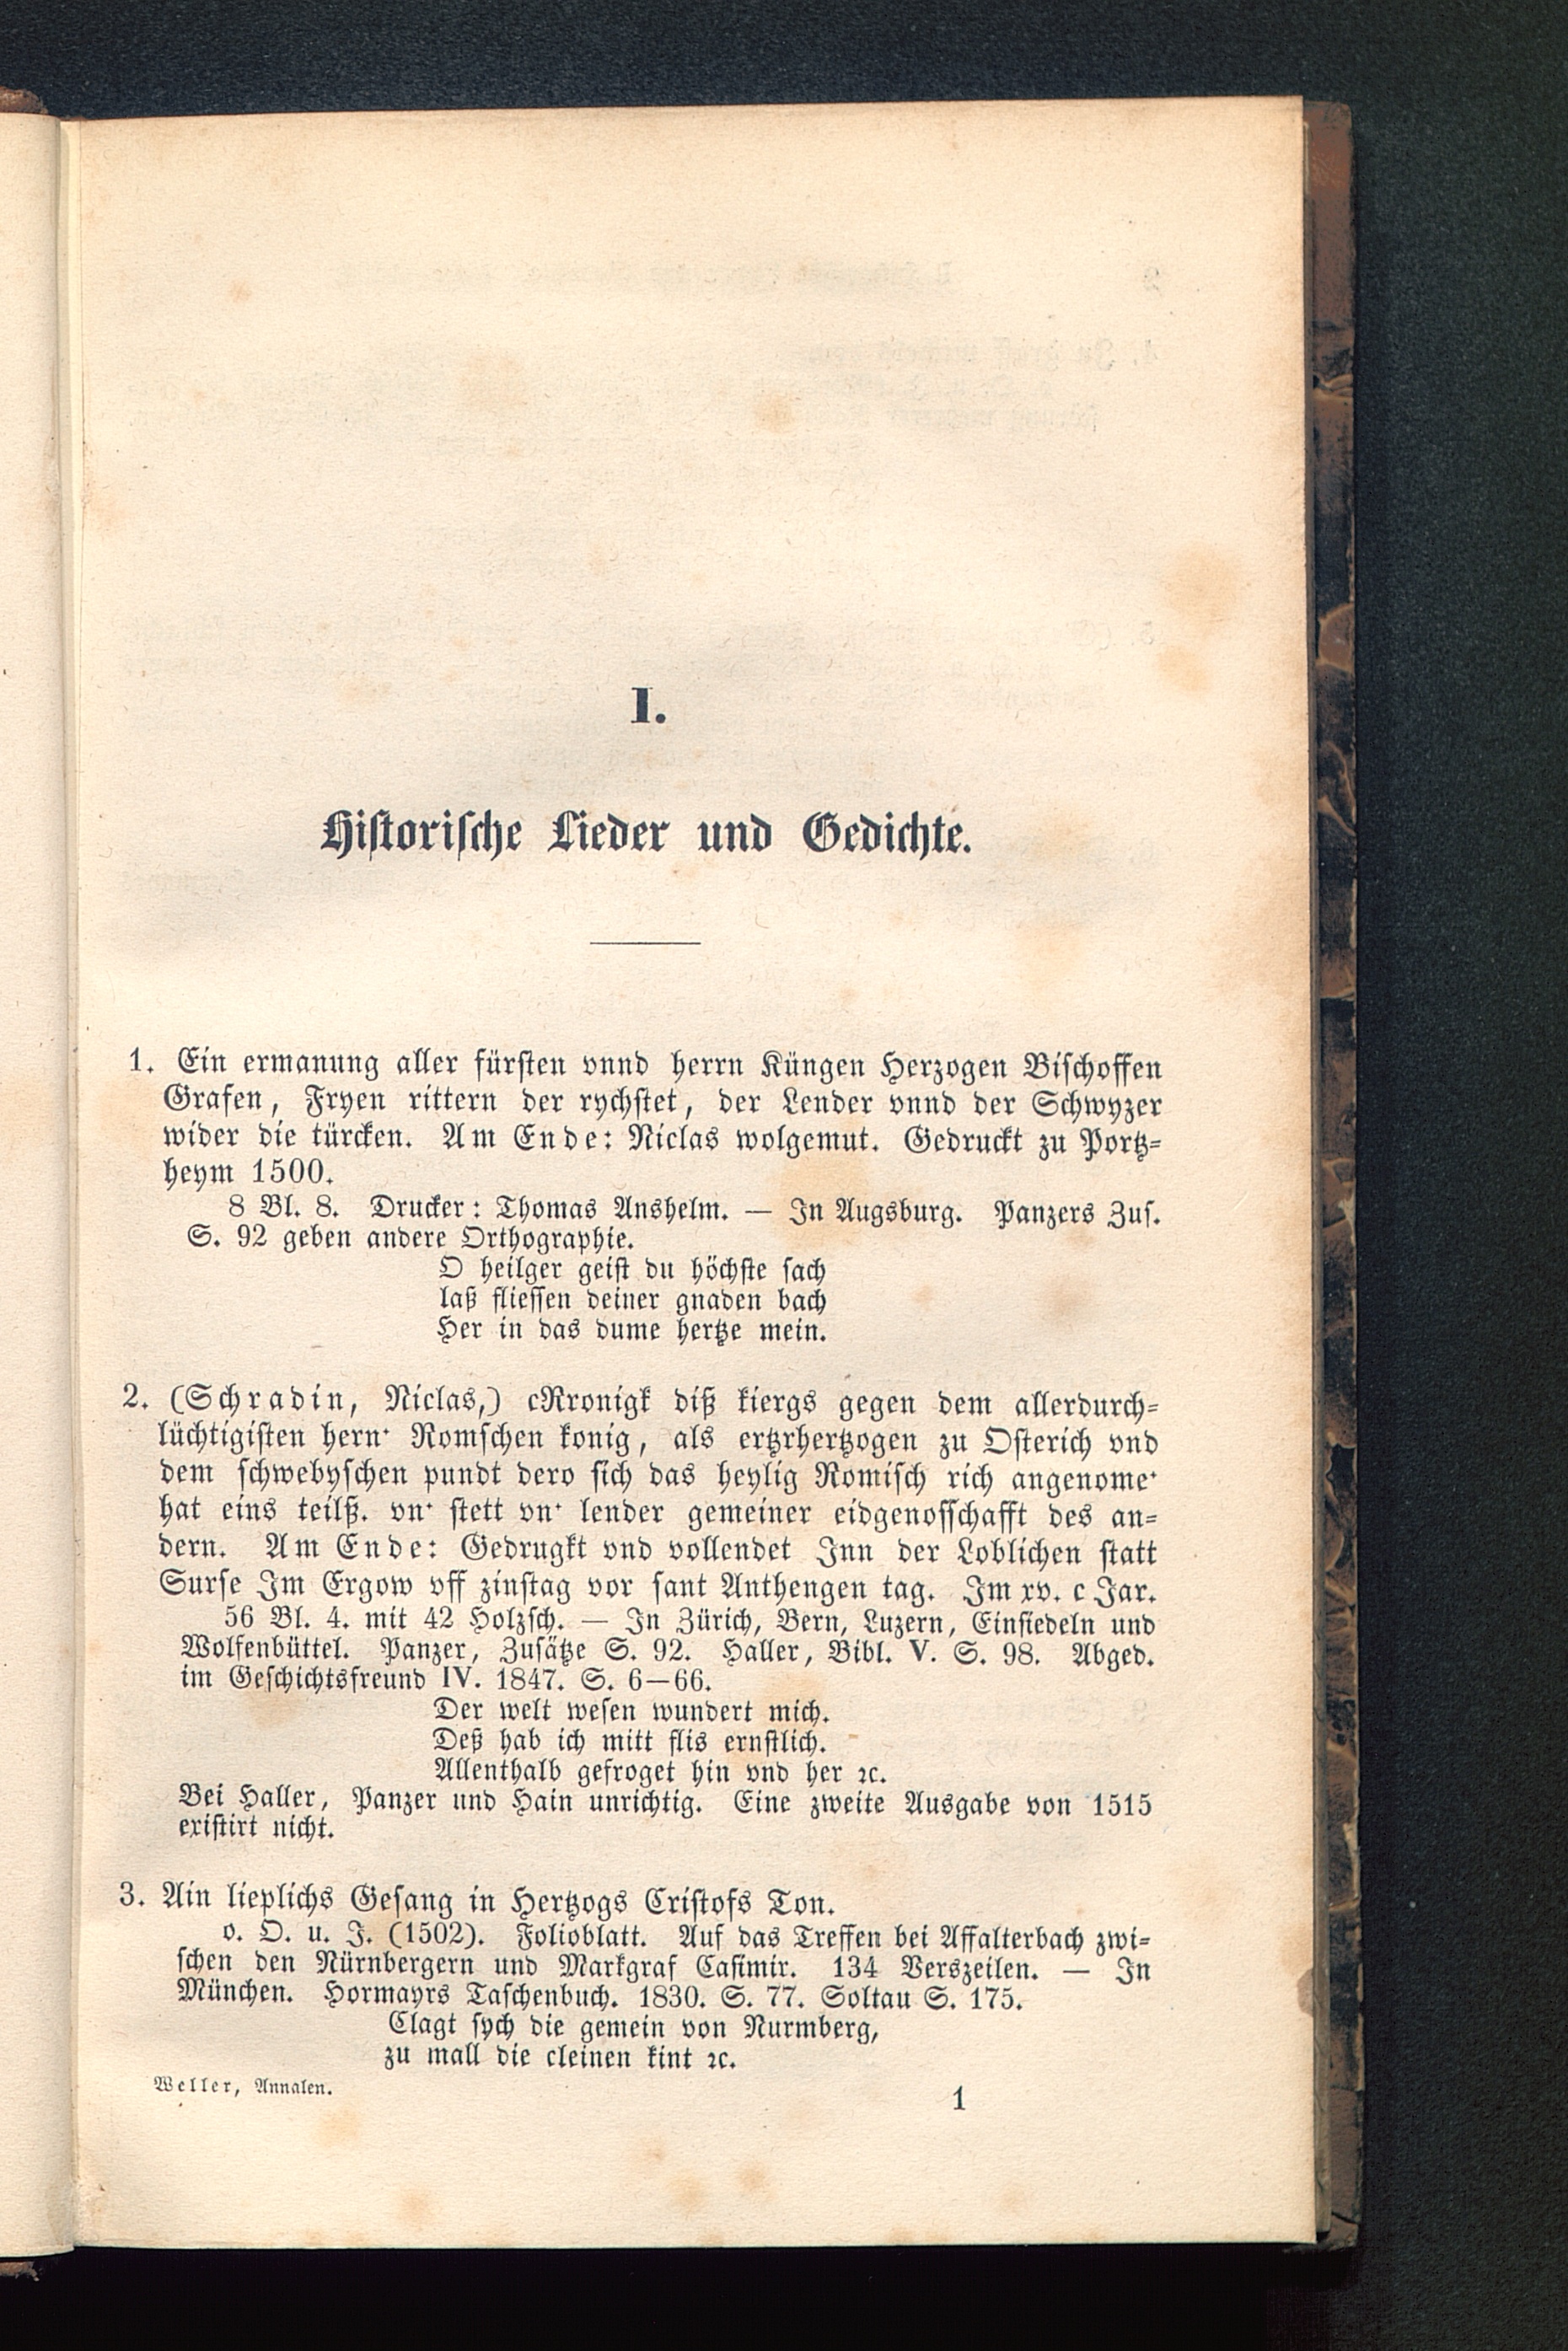 I.
Historische Lieder und Gedichte.
1. Ein ermanung aller fürsten vnnd herrn Küngen Herzogen Bischoffen
Grafen, Fryen rittern der rychstet, der Lender vnnd der Schwyzer
wider die türcken. Am Ende: Niclas wolgemut. Gedruckt zu Portz-
heym 1500.
8 Bl. 8. Drucker: Thomas Anshelm. — In Augsburg. Panzers Zus.
S. 92 geben andere Orthographie.
O heilger geist du höchste sach
laß fliessen deiner gnaden bach
Her in das dume hertze mein.
2. (Schradin, Niclas,) cRronigk diß kiergs gegen dem allerdurch-
lüchtigisten hern· Romschen konig, als ertzrhertzogen zu Osterich vnd
dem schwebyschen pundt dero sich das heylig Romisch rich angenome·
hat eins teilß. vn· stett vn· lender gemeiner eidgenosschafft des an-
dern. Am Ende: Gedrugkt vnd vollendet Inn der Loblichen statt
Surse Im Ergow vff zinstag vor sant Anthengen tag. Im xv. c Jar.
56 Bl. 4. mit 42 Holzsch. — In Zürich, Bern, Luzern, Einsiedeln und
Wolfenbüttel. Panzer, Zusätze S. 92. Haller, Bibl. V. S. 98. Abged.
im Geschichtsfreund IV. 1847. S. 6—66.
Der welt wesen wundert mich.
Deß hab ich mitt flis ernstlich.
Allenthalb gefroget hin vnd her ꝛc.
Bei Haller, Panzer und Hain unrichtig. Eine zweite Ausgabe von 1515
existirt nicht.
3. Ain lieplichs Gesang in Hertzogs Cristofs Ton.
o. O. u. J. (1502). Folioblatt. Auf das Treffen bei Affalterbach zwi-
schen den Nürnbergern und Markgraf Casimir. 134 Verszeilen. — In
München. Hormayrs Taschenbuch. 1830. S. 77. Soltau S. 175.
Clagt sych die gemein von Nurmberg,
zu mall die cleinen kint ꝛc.
Weller, Annalen.
1